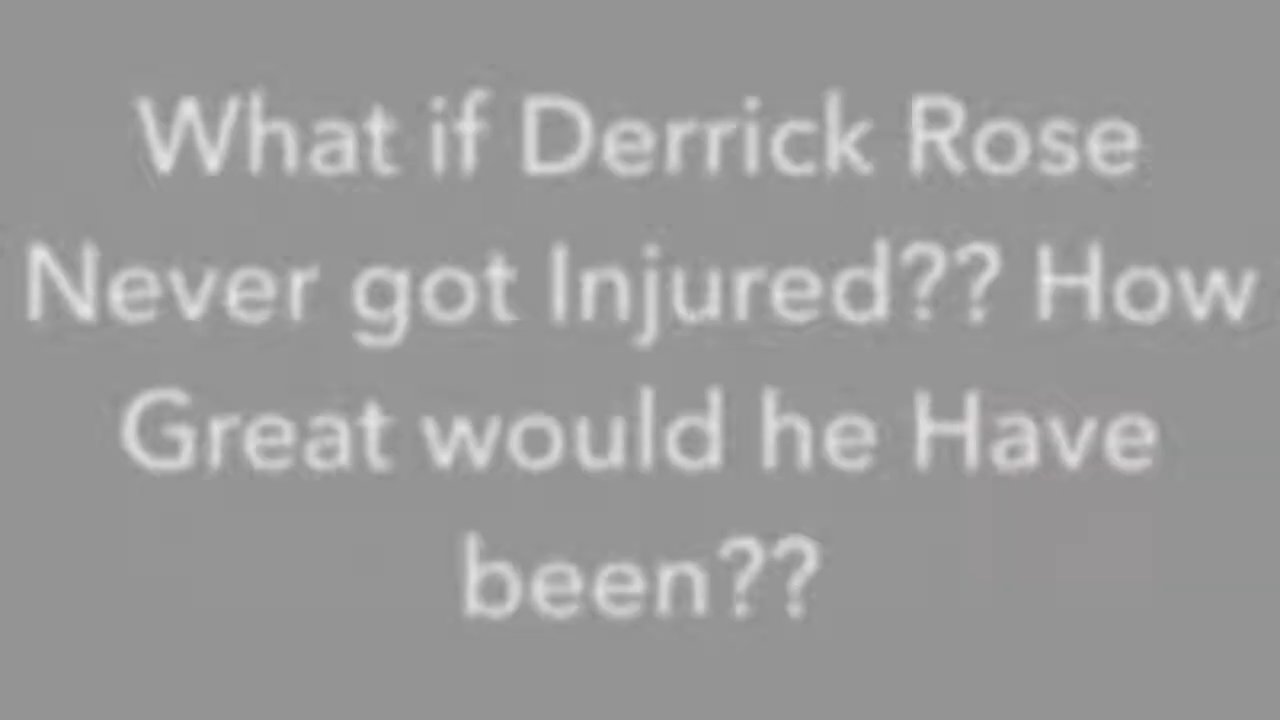 What if Derrick Rose
Never got Injured?? How
Great would he Have
been??